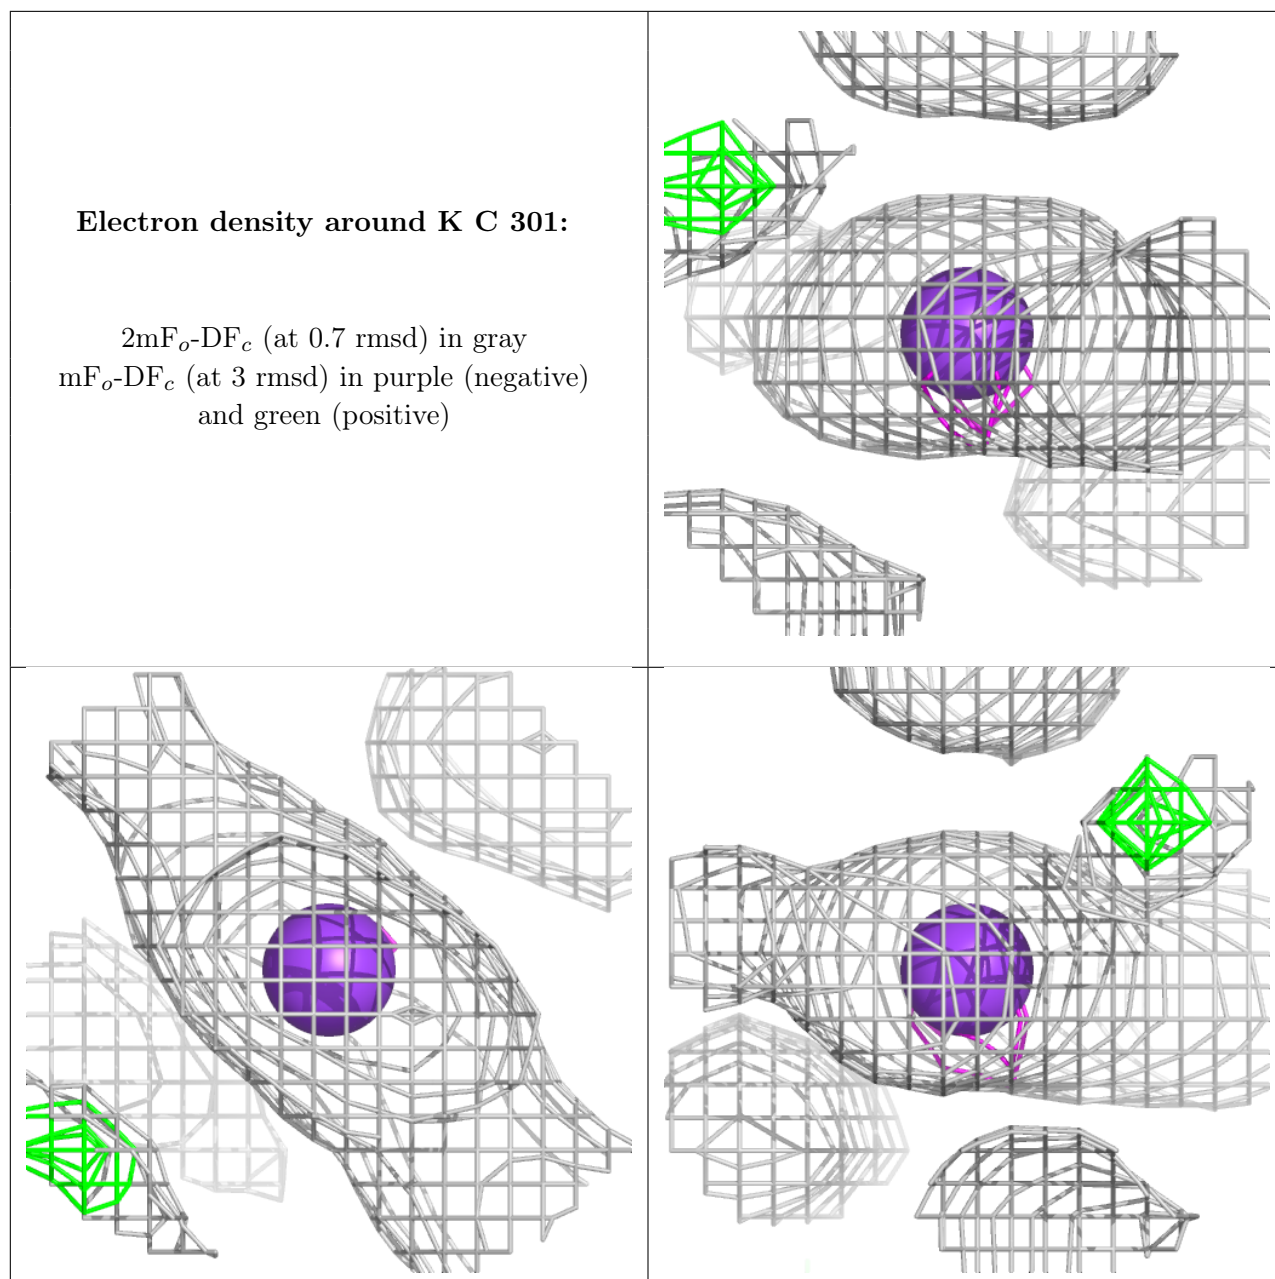 Electron density around K C 301:
2mFₒ-DF𝒸 (at 0.7 rmsd) in gray
mFₒ-DF𝒸 (at 3 rmsd) in purple (negative)
and green (positive)